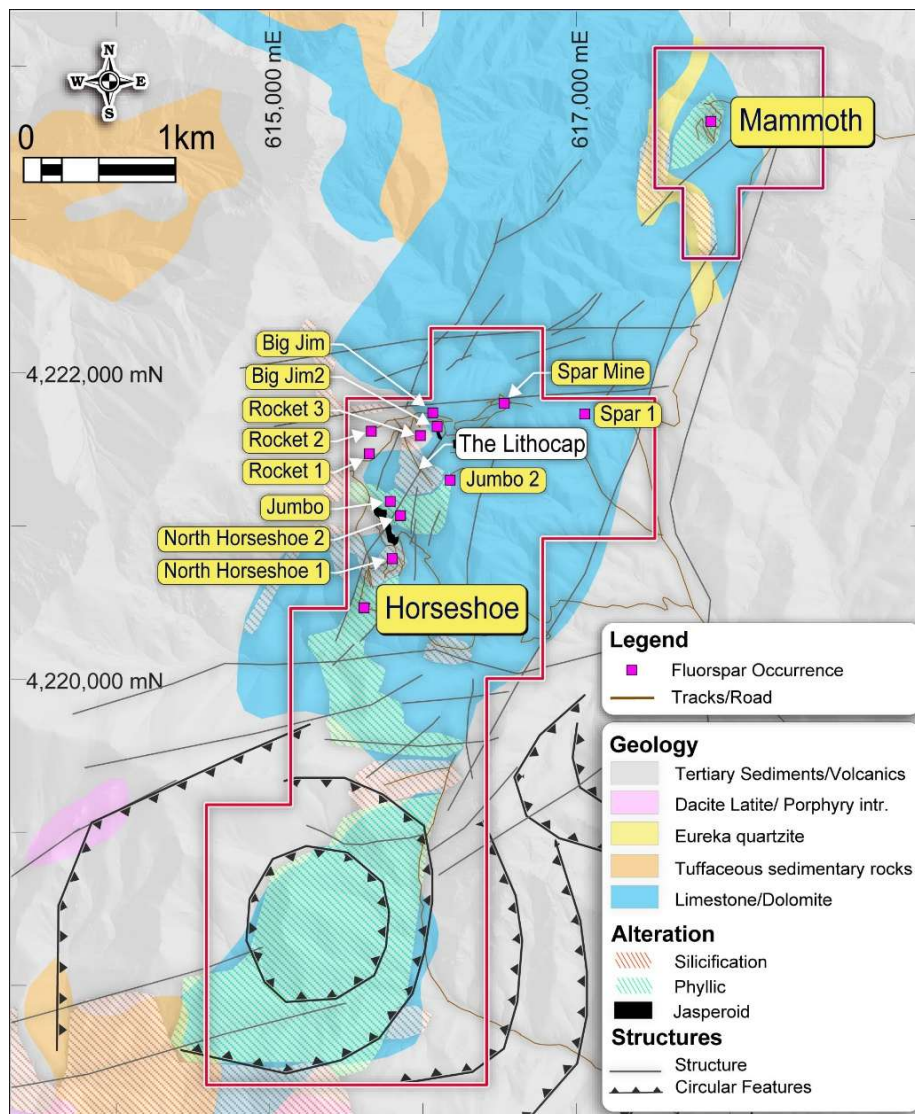 N
W E
S
0 1km
615,000 mE
617,000 mE
Mammoth
4,222,000 mN
Big Jim
Big Jim2
Rocket 3
Rocket 2
Rocket 1
Spar Mine
Spar 1
The Lithocap
Jumbo 2
Jumbo
North Horseshoe 2
North Horseshoe 1
Horseshoe
4,220,000 mN
Legend
Fluorspar Occurrence
Tracks/Road
Geology
Tertiary Sediments/Volcanics
Dacite Latite/ Porphyry intr.
Eureka quartzite
Tuffaceous sedimentary rocks
Limestone/Dolomite
Alteration
Silicification
Phyllic
Jasperoid
Structures
Structure
Circular Features